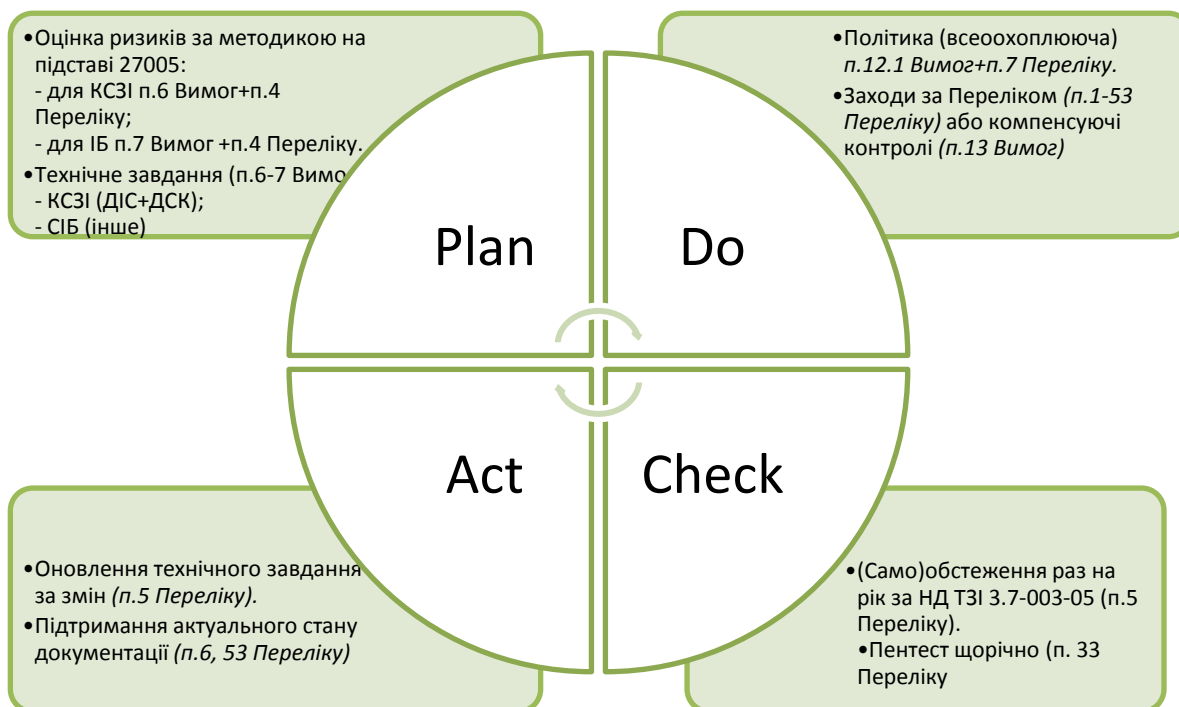 •Оцінка ризиків за методикою на
підставі 27005:
- для КСЗІ п.6 Вимог+п.4
Переліку;
- для ІБ п.7 Вимог +п.4 Переліку.
•Технічне завдання (п.6-7 Вимо
- КСЗІ (ДІС+ДСК);
- СІБ (інше)
•Політика (всеоохоплююча)
п.12.1 Вимог+п.7 Переліку.
•Заходи за Переліком (п.1-53
Переліку) або компенсуючі
контролі (п.13 Вимог)
Plan
Do
Act
Check
•Оновлення технічного завдання
за змін (п.5 Переліку).
•Підтримання актуального стану
документації (п.6, 53 Переліку)
•(Само)обстеження раз на
рік за НД ТЗІ 3.7-003-05 (п.5
Переліку).
•Пентест щорічно (п. 33
Переліку